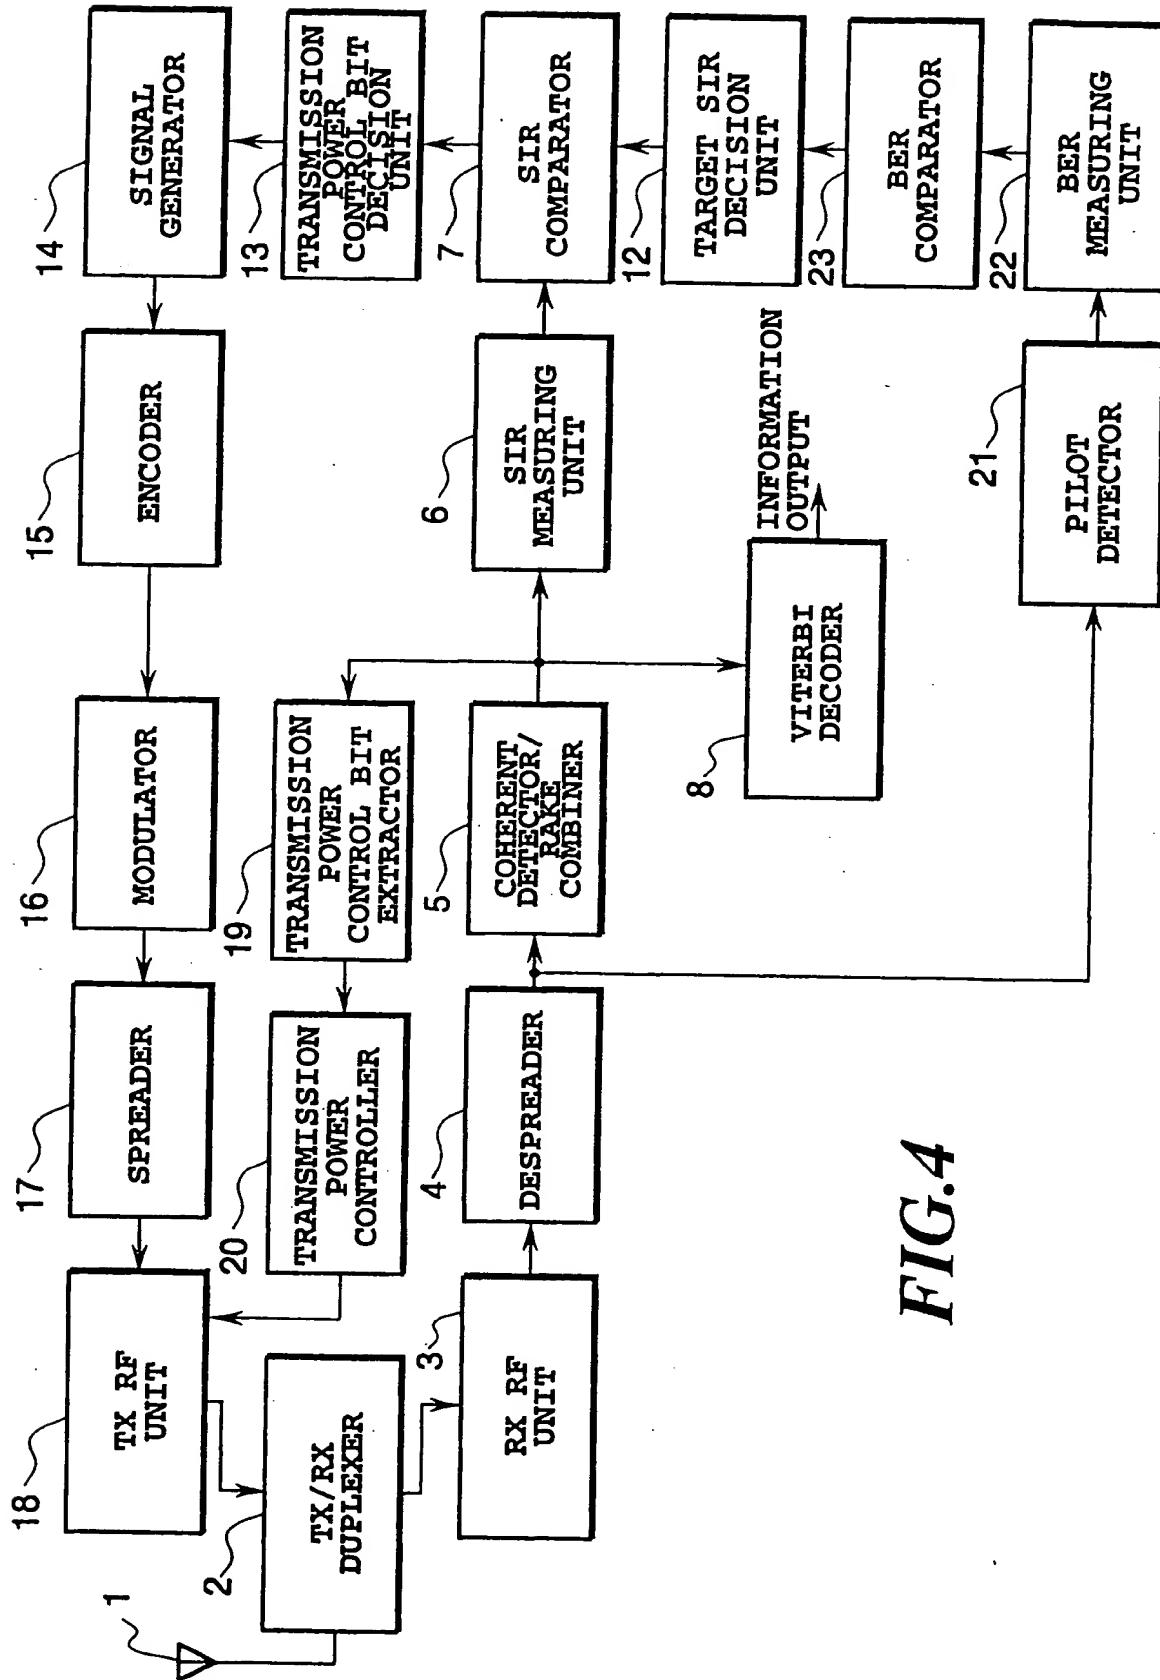 1
18
TX RF
UNIT
17
SPREADER
16
MODULATOR
15
ENCODER
14
SIGNAL
GENERATOR
2
TX/RX
DUPLEXER
20
TRANSMISSION
POWER
CONTROLLER
19
TRANSMISSION
POWER
CONTROL BIT
EXTRACTOR
13
TRANSMISSION
POWER
CONTROL BIT
DECISION
UNIT
3
RX RF
UNIT
4
DESPREADER
5
COHERENT
DETECTOR/
RAKE
COMBINER
6
SIR
MEASURING
UNIT
7
SIR
COMPARATOR
12
TARGET SIR
DECISION
UNIT
8
VITERBI
DECODER
INFORMATION
OUTPUT
23
BER
COMPARATOR
21
PILOT
DETECTOR
22
BER
MEASURING
UNIT
FIG.4